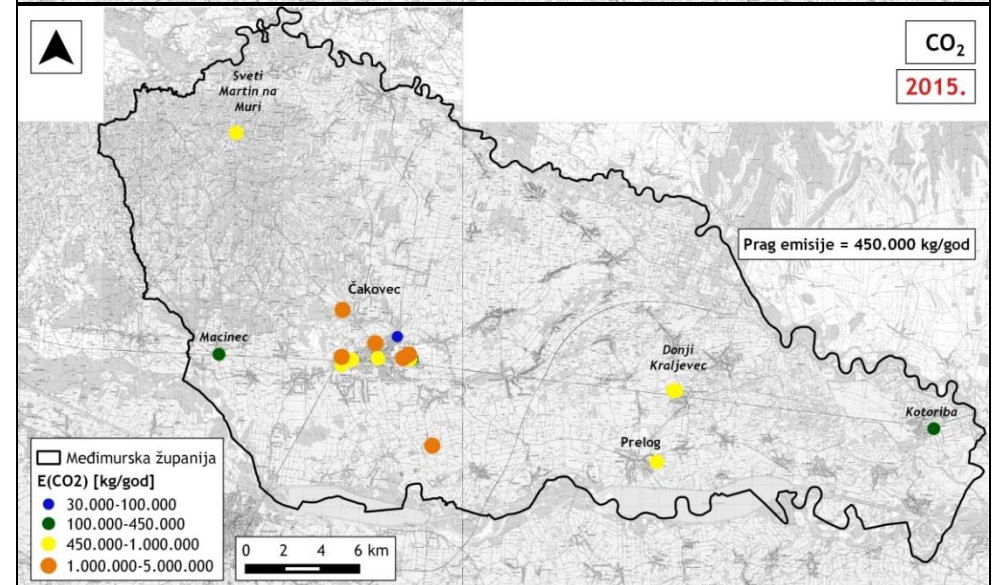 CO₂
2015.
Sveti
Martin na
Muri
Prag emisije = 450.000 kg/god
Čakovec
Macinec
Donji
Kraljevec
Kotoriba
Prelog
Međimurska županija
E(CO2) [kg/god]
30.000-100.000
100.000-450.000
450.000-1.000.000
1.000.000-5.000.000
0 2 4 6 km